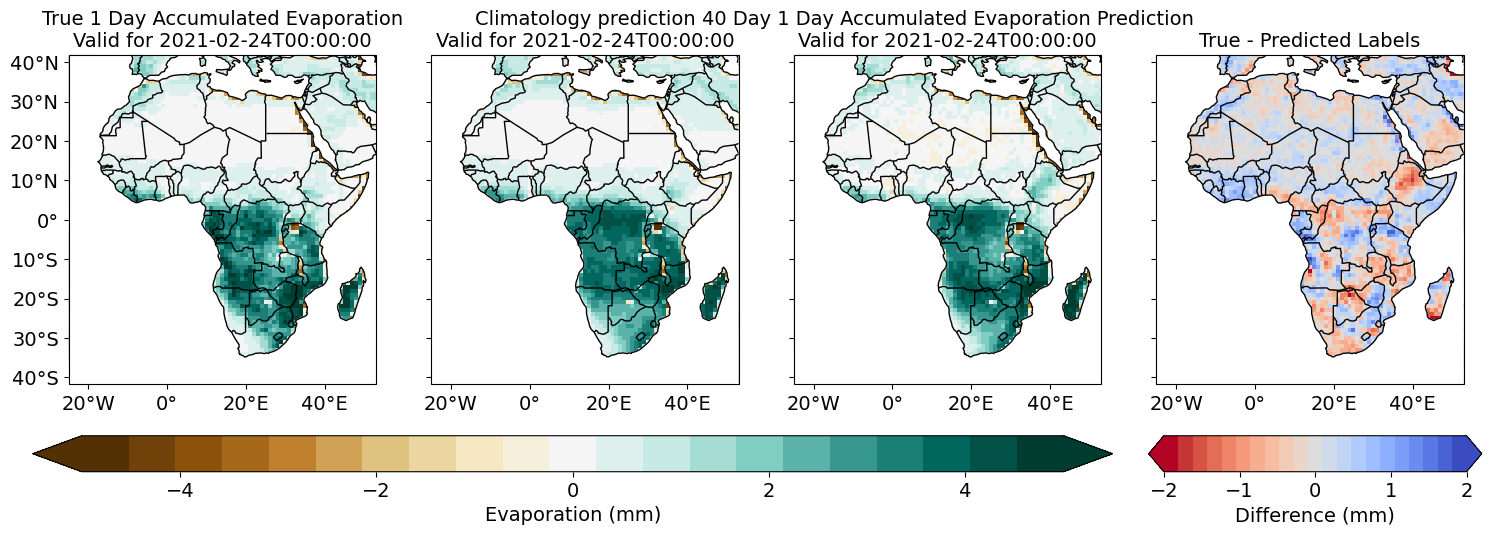 True 1 Day Accumulated Evaporation
Valid for 2021-02-24T00:00:00
Climatology prediction 40 Day 1 Day Accumulated Evaporation Prediction
Valid for 2021-02-24T00:00:00
Valid for 2021-02-24T00:00:00
True - Predicted Labels
40°N
30°N
20°N
10°N
0°
10°S
20°S
30°S
40°S
20°W 0° 20°E 40°E
20°W 0° 20°E 40°E
20°W 0° 20°E 40°E
20°W 0° 20°E 40°E
−4 −2 0 2 4
Evaporation (mm)
−2 −1 0 1 2
Difference (mm)